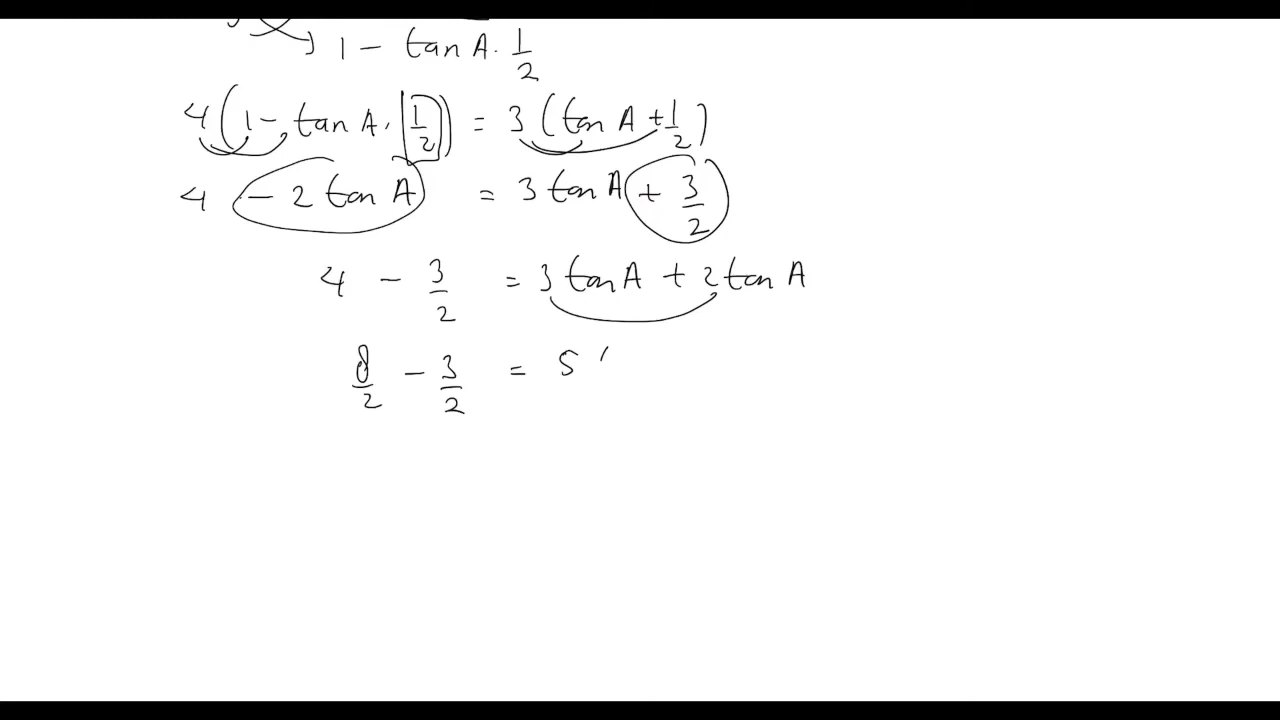 1 - tan A · 1/2
4 (1 - tan A · 1/2) = 3 (tan A + 1/2)
4 - 2 tan A = 3 tan A + 3/2
4 - 3/2 = 3 tan A + 2 tan A
8/2 - 3/2 = 5